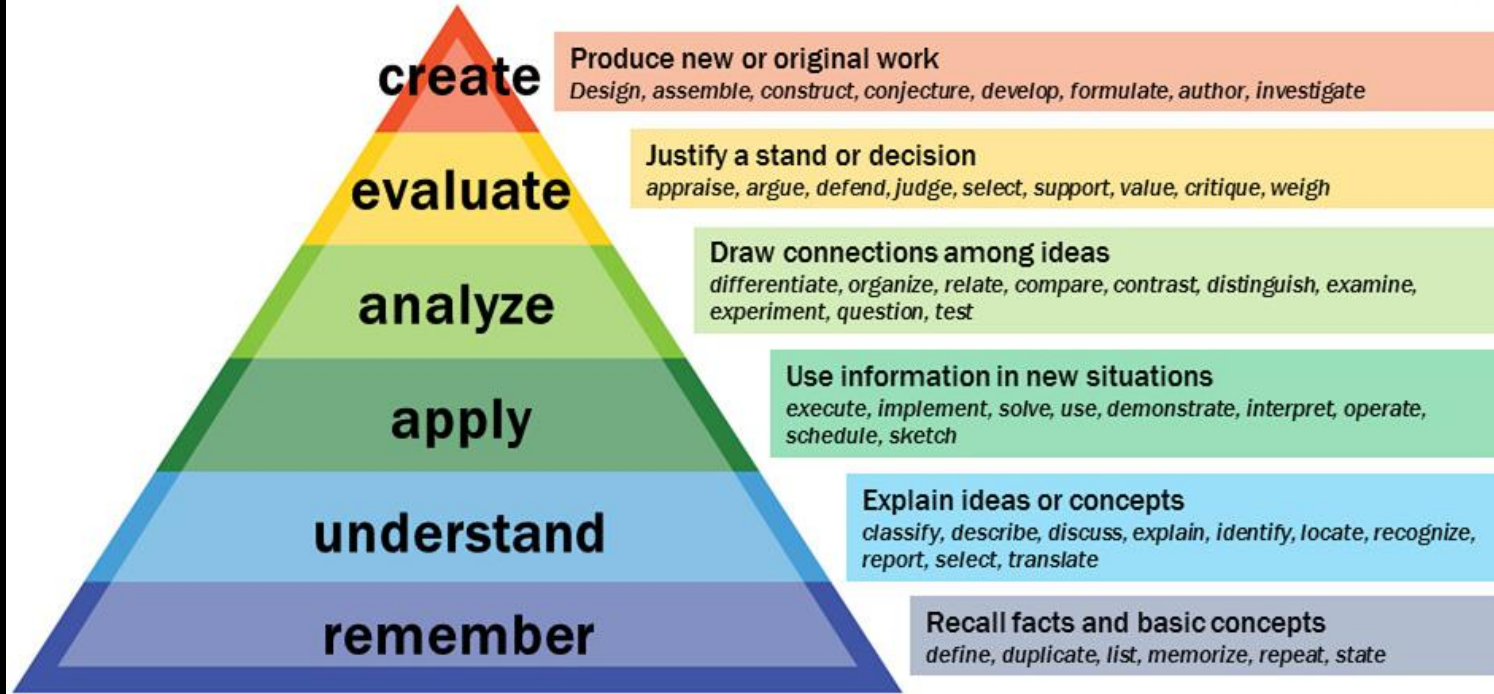 create
Produce new or original work
Design, assemble, construct, conjecture, develop, formulate, author, investigate
evaluate
Justify a stand or decision
appraise, argue, defend, judge, select, support, value, critique, weigh
analyze
Draw connections among ideas
differentiate, organize, relate, compare, contrast, distinguish, examine,
experiment, question, test
apply
Use information in new situations
execute, implement, solve, use, demonstrate, interpret, operate,
schedule, sketch
understand
Explain ideas or concepts
classify, describe, discuss, explain, identify, locate, recognize,
report, select, translate
remember
Recall facts and basic concepts
define, duplicate, list, memorize, repeat, state